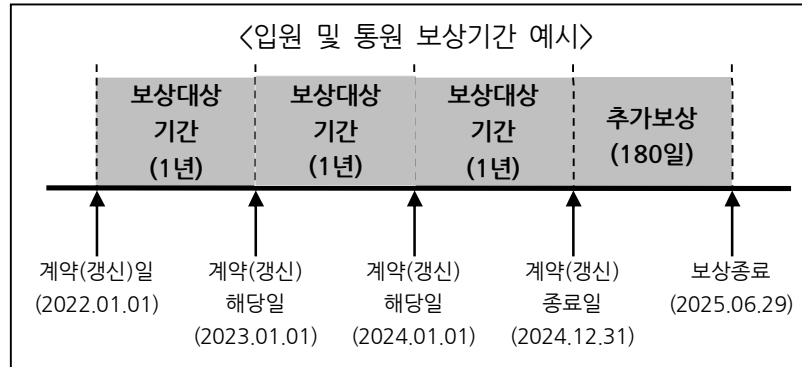 <입원 및 통원 보상기간 예시>
보상대상
기간
(1년)
보상대상
기간
(1년)
보상대상
기간
(1년)
추가보상
(180일)
계약(갱신)일
(2022.01.01)
계약(갱신)
해당일
(2023.01.01)
계약(갱신)
해당일
(2024.01.01)
계약(갱신)
종료일
(2024.12.31)
보상종료
(2025.06.29)